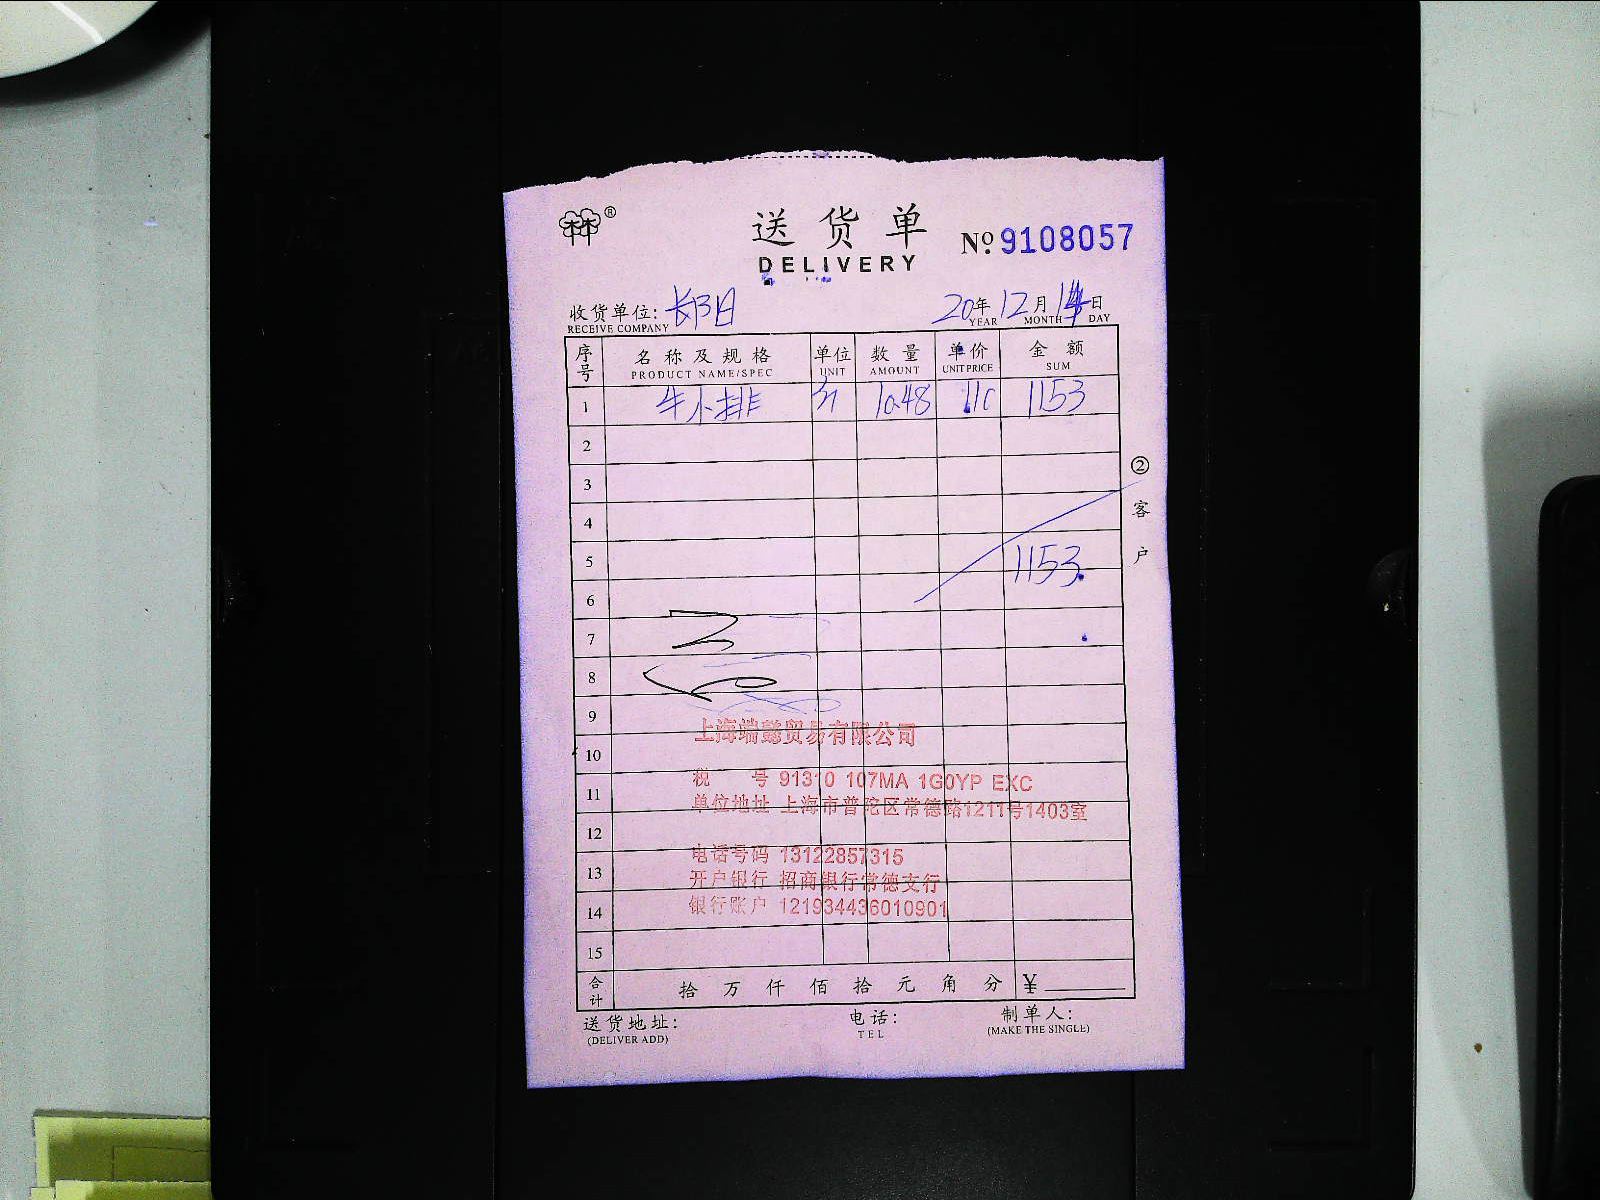 ®
送货单
DELIVERY
№ 9108057
收货单位:
RECEIVE COMPANY
20年 12月 14日
YEAR MONTH DAY
序号 名称及规格 单位 数量 单价 金额
PRODUCT NAME/SPEC UNIT AMOUNT UNIT PRICE SUM
1 牛小排 斤 10.48 110 1153
2
3
4
5 1153.
6
7
8
9
10
11
12
13
14
15
② 客户
上海端懿贸易有限公司
税 号 91310 107MA 1G0YP EXC
单位地址 上海市普陀区常德路1211号1403室
电话号码 13122857315
开户银行 招商银行常德支行
银行账户 121934436010901
合计 拾 万 仟 佰 拾 元 角 分 ¥
送货地址: 电话: 制单人:
(DELIVER ADD) TEL (MAKE THE SINGLE)